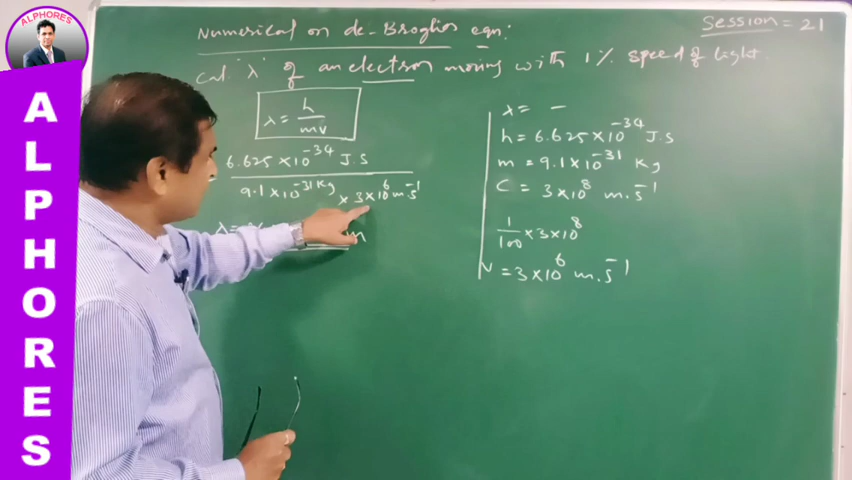 ALPHORES
ALPHORES
Session = 21
Numerical on de-Broglios eqn:
Cal "λ" of an electron moving with 1% speed of light.
λ = h/mv
6.625 × 10⁻³⁴ J.S
9.1 × 10⁻³¹ Kg × 3 × 10⁶ m.s⁻¹
λ =
m
λ = —
h = 6.625 × 10⁻³⁴ J.S
m = 9.1 × 10⁻³¹ Kg
C = 3 × 10⁸ m.s⁻¹
1/100 × 3 × 10⁸
v = 3 × 10⁶ m.s⁻¹